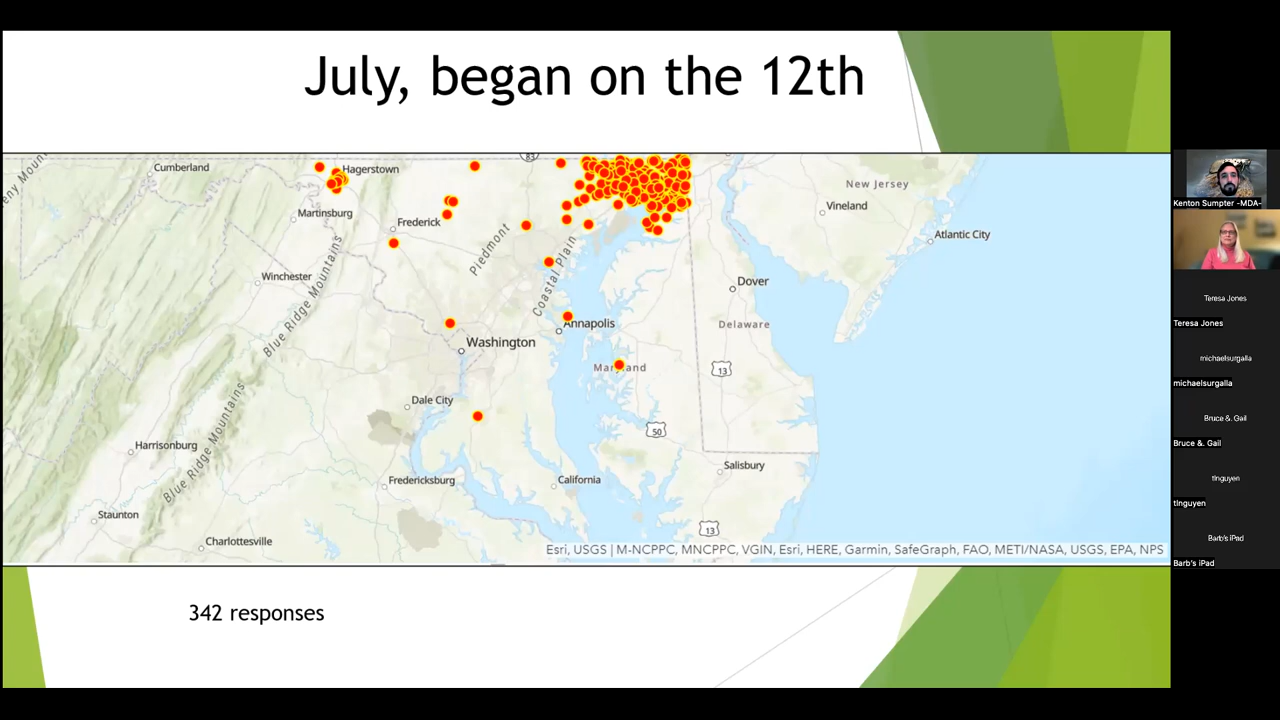 July, began on the 12th
83
Cumberland
Hagerstown
New Jersey
Martinsburg
Vineland
Frederick
Atlantic City
Piedmont
Coastal Plain
Winchester
Dover
Blue Ridge Mountains
Annapolis
Delaware
Washington
Maryland
13
Dale City
50
Harrisonburg
Blue Ridge Mountains
Salisbury
Fredericksburg
California
Staunton
13
Charlottesville
Esri, USGS | M-NCPPC, MNCPPC, VGIN, Esri, HERE, Garmin, SafeGraph, FAO, METI/NASA, USGS, EPA, NPS
342 responses
Kenton Sumpter -MDA-
Teresa Jones
Teresa Jones
michaelsurgalla
michaelsurgalla
Bruce &. Gail
Bruce &. Gail
tlnguyen
tlnguyen
Barb's iPad
Barb's iPad